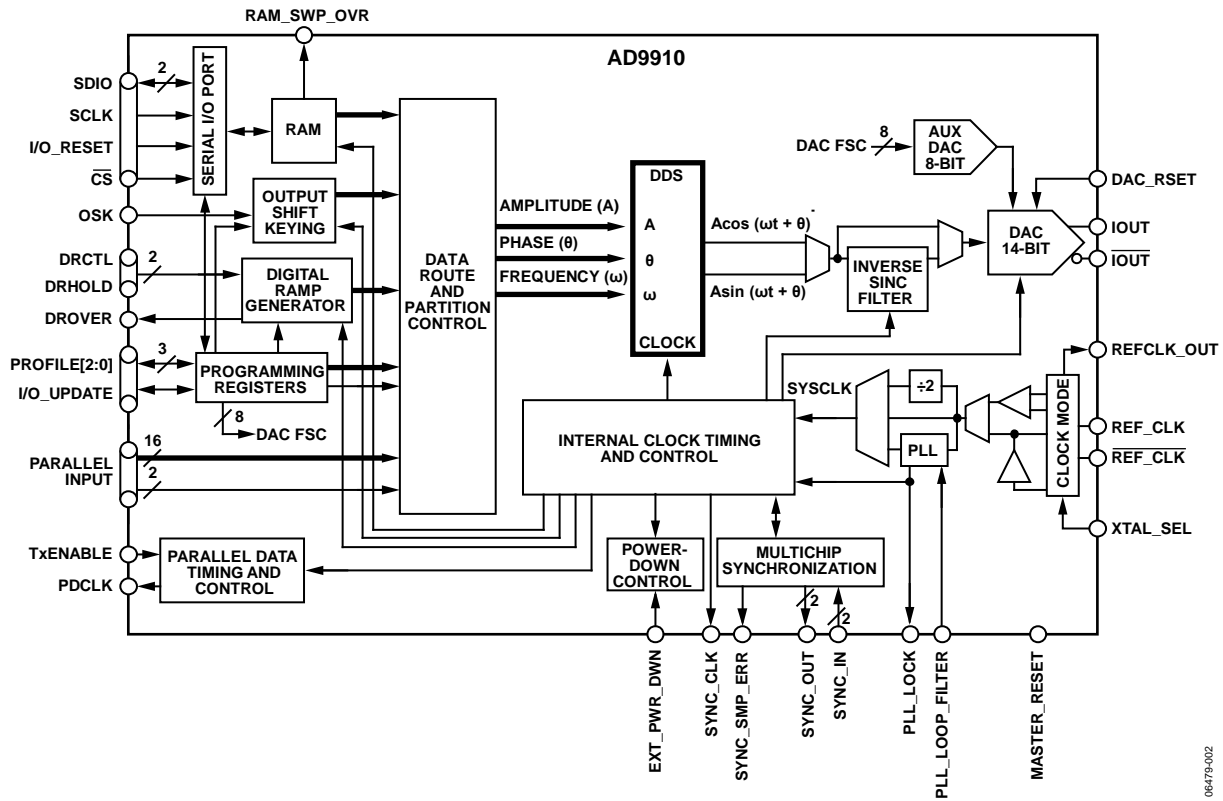 RAM_SWP_OVR
AD9910
SDIO
2
SCLK
I/O_RESET
CS
SERIAL I/O PORT
RAM
OSK
OUTPUT
SHIFT
KEYING
DRCTL
2
DRHOLD
DIGITAL
RAMP
GENERATOR
DROVER
PROFILE[2:0]
3
I/O_UPDATE
PROGRAMMING
REGISTERS
8
DAC FSC
PARALLEL
INPUT
16
2
TxENABLE
PDCLK
PARALLEL DATA
TIMING AND
CONTROL
DATA
ROUTE
AND
PARTITION
CONTROL
AMPLITUDE (A)
PHASE (θ)
FREQUENCY (ω)
DDS
A
θ
ω
CLOCK
Acos (ωt + θ)
Asin (ωt + θ)
INVERSE
SINC
FILTER
DAC FSC
8
AUX
DAC
8-BIT
DAC
14-BIT
DAC_RSET
IOUT
IOUT
REFCLK_OUT
SYSCLK
÷2
PLL
CLOCK MODE
REF_CLK
REF_CLK
XTAL_SEL
INTERNAL CLOCK TIMING
AND CONTROL
POWER-
DOWN
CONTROL
MULTICHIP
SYNCHRONIZATION
2
2
EXT_PWR_DWN
SYNC_CLK
SYNC_SMP_ERR
SYNC_OUT
SYNC_IN
PLL_LOCK
PLL_LOOP_FILTER
MASTER_RESET
06479-002